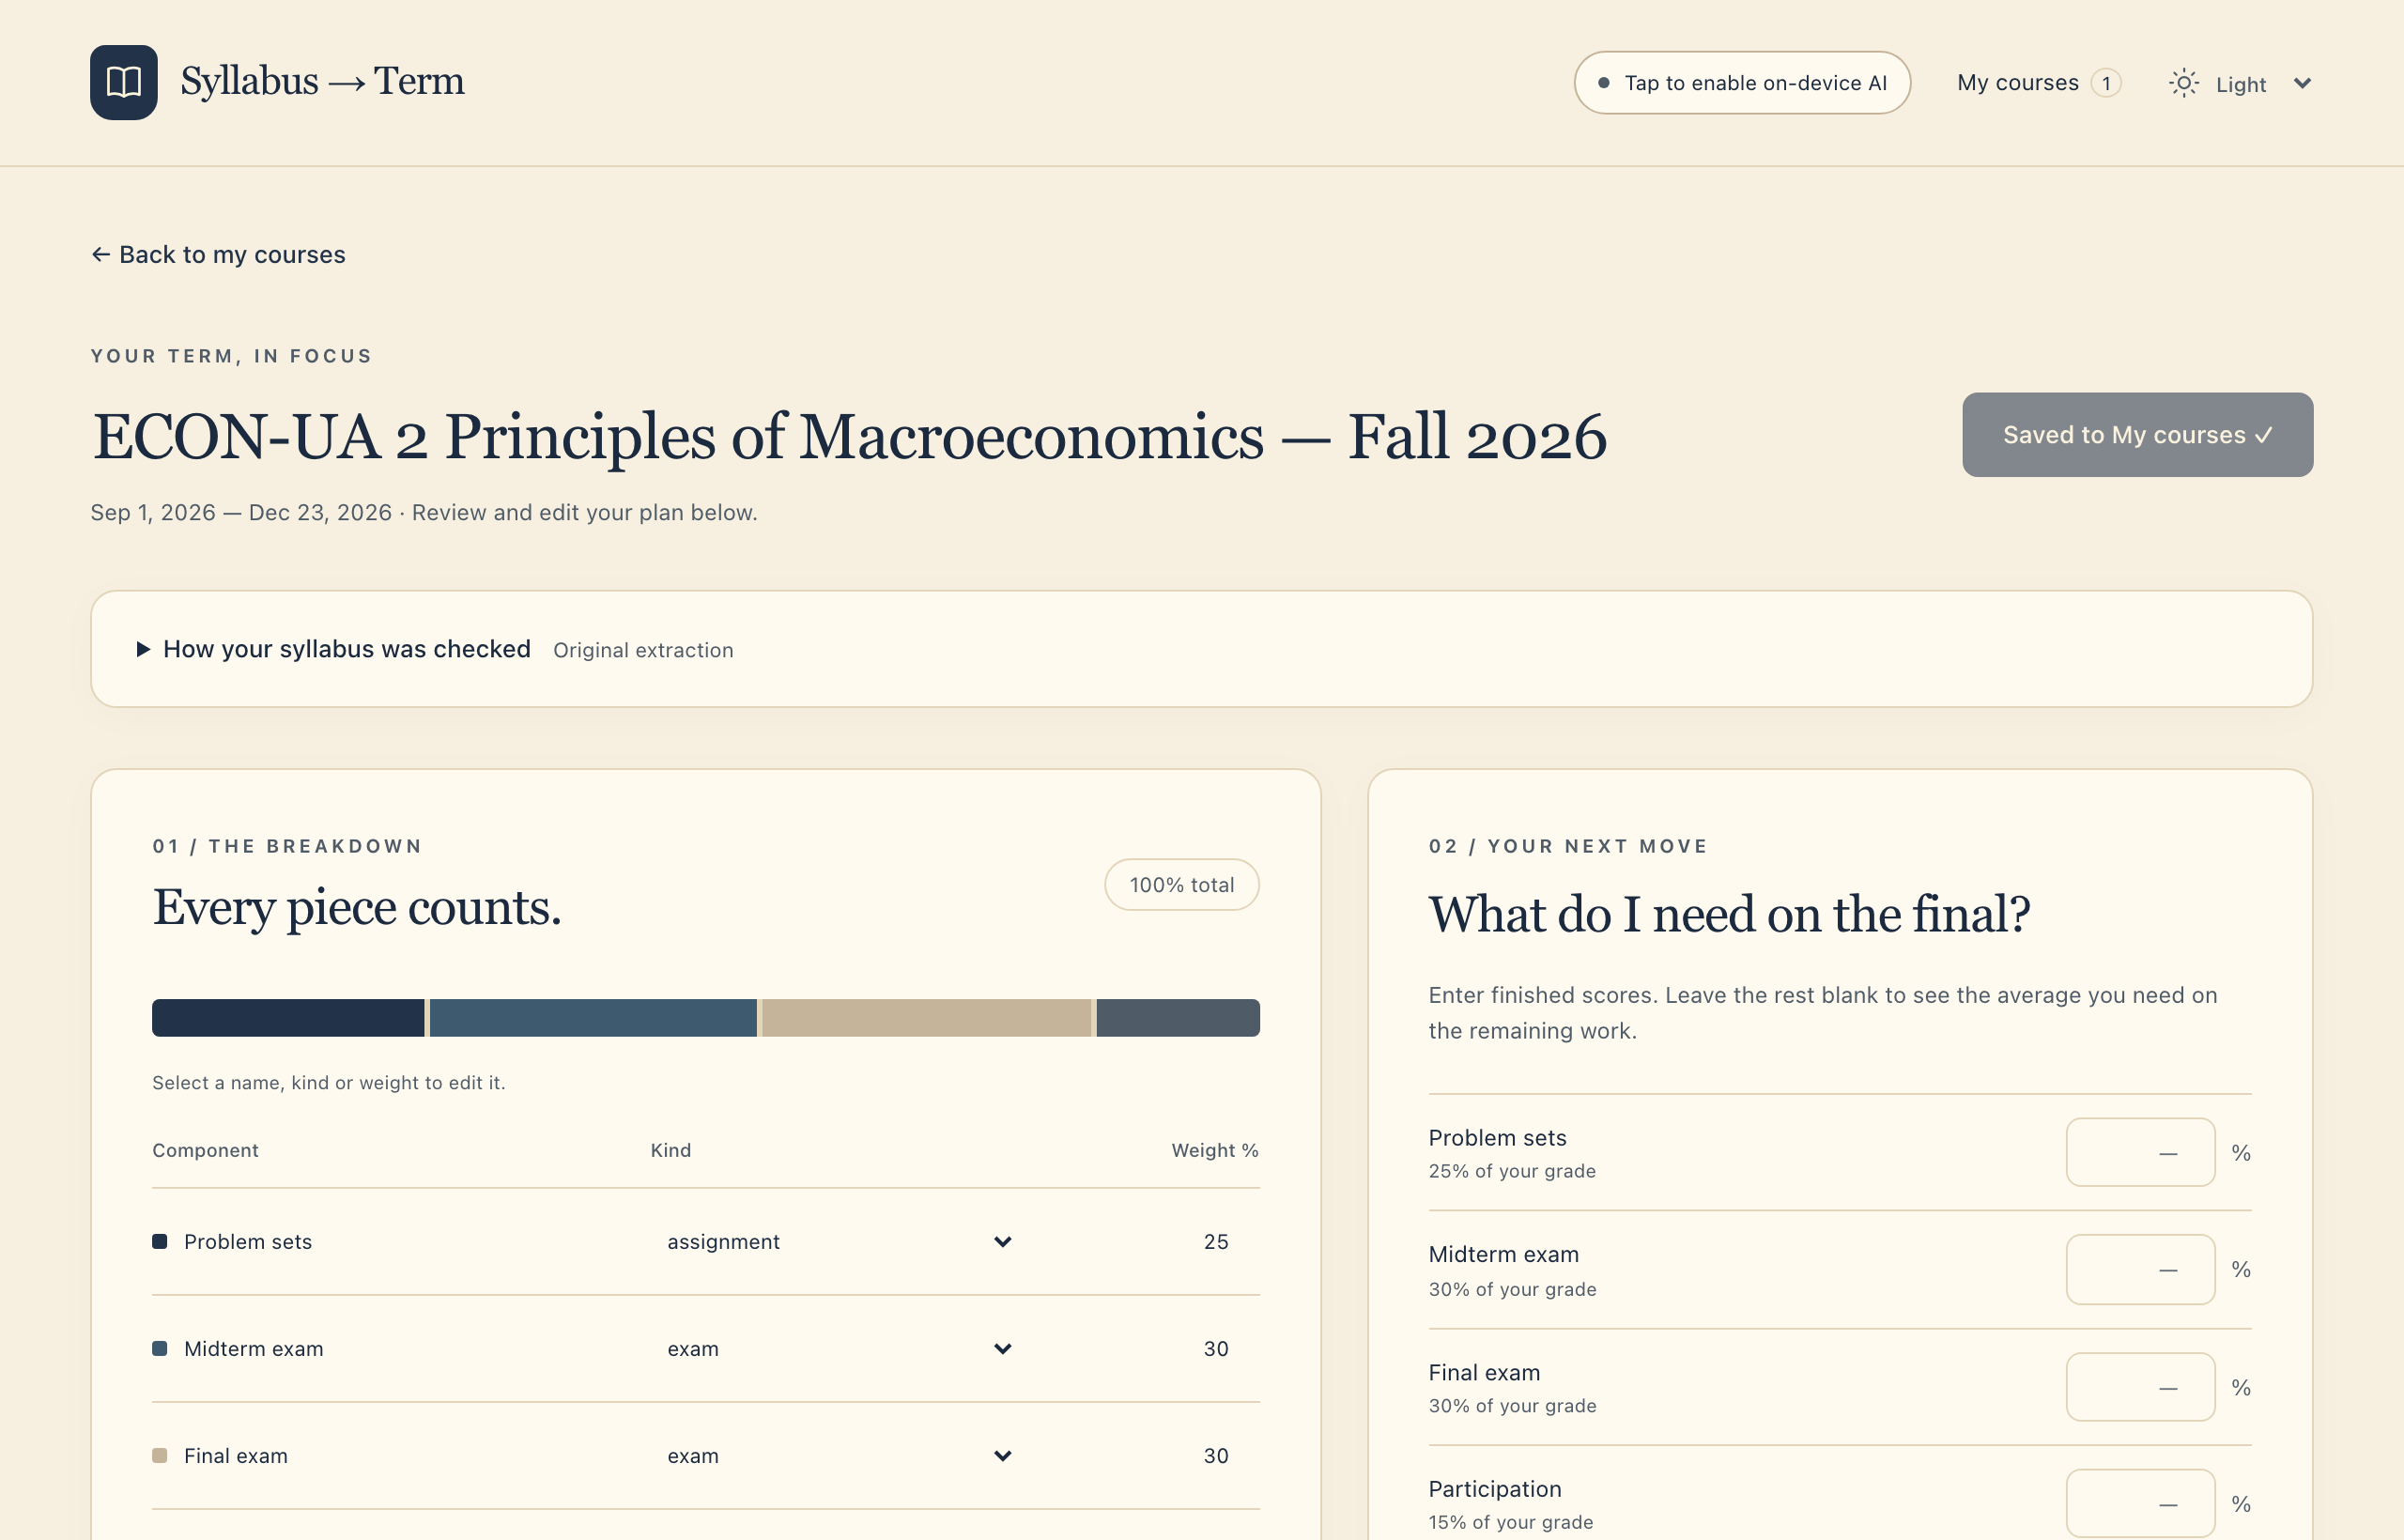 Syllabus → Term
Tap to enable on-device AI
My courses 1
Light
← Back to my courses
YOUR TERM, IN FOCUS
ECON-UA 2 Principles of Macroeconomics — Fall 2026
Saved to My courses ✓
Sep 1, 2026 — Dec 23, 2026 · Review and edit your plan below.
How your syllabus was checked Original extraction
01 / THE BREAKDOWN
Every piece counts.
100% total
Select a name, kind or weight to edit it.
Component Kind Weight %
Problem sets assignment 25
Midterm exam exam 30
Final exam exam 30
02 / YOUR NEXT MOVE
What do I need on the final?
Enter finished scores. Leave the rest blank to see the average you need on
the remaining work.
Problem sets
25% of your grade
— %
Midterm exam
30% of your grade
— %
Final exam
30% of your grade
— %
Participation
15% of your grade
— %